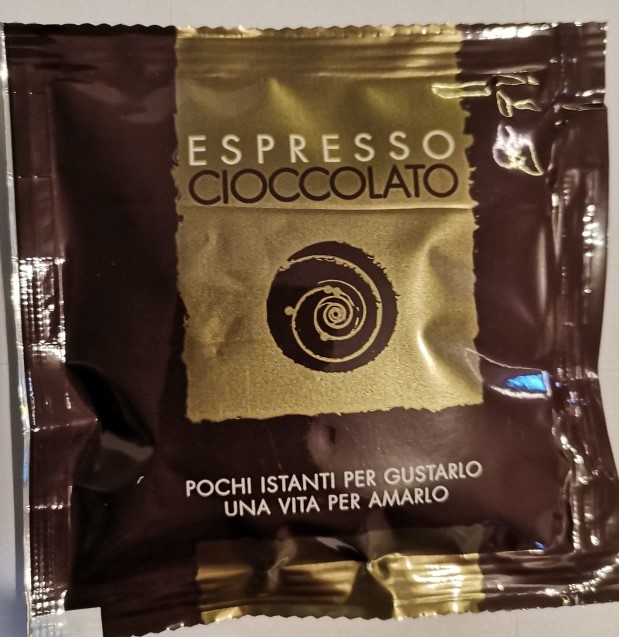 ESPRESSO
CIOCCOLATO
POCHI ISTANTI PER GUSTARLO
UNA VITA PER AMARLO